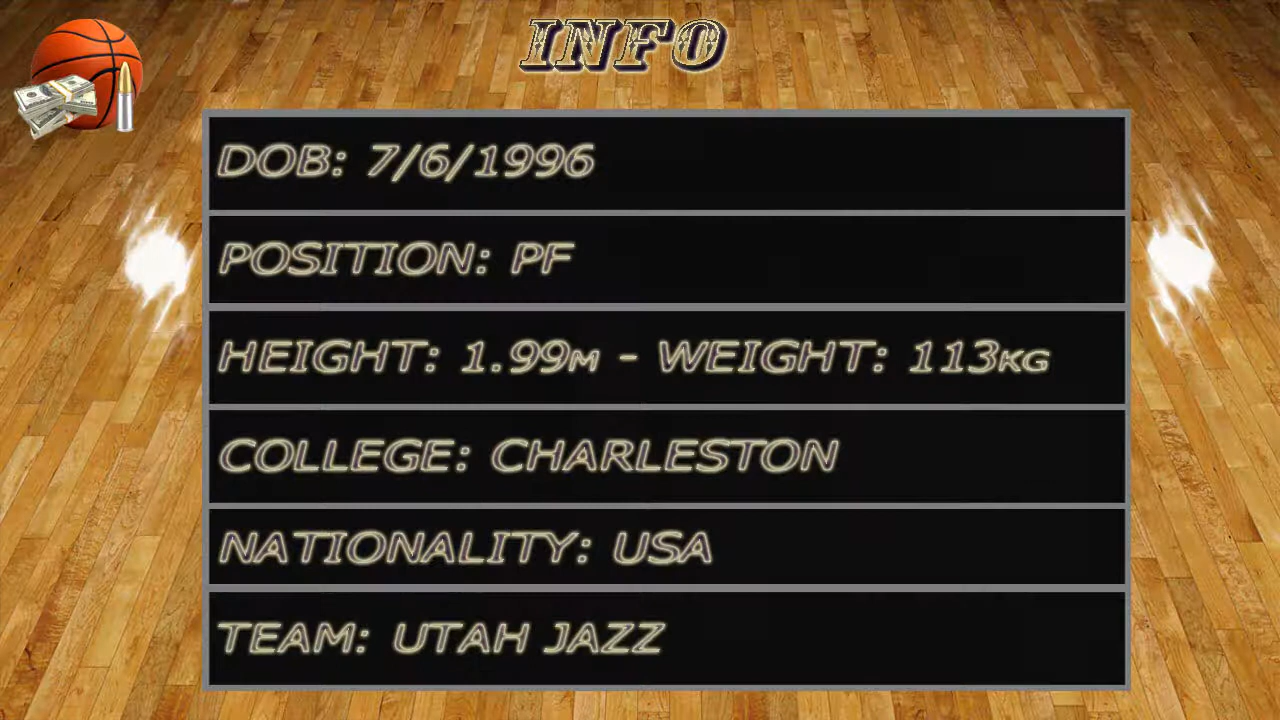 INFO
DOB: 7/6/1996
POSITION: PF
HEIGHT: 1.99M - WEIGHT: 113KG
COLLEGE: CHARLESTON
NATIONALITY: USA
TEAM: UTAH JAZZ